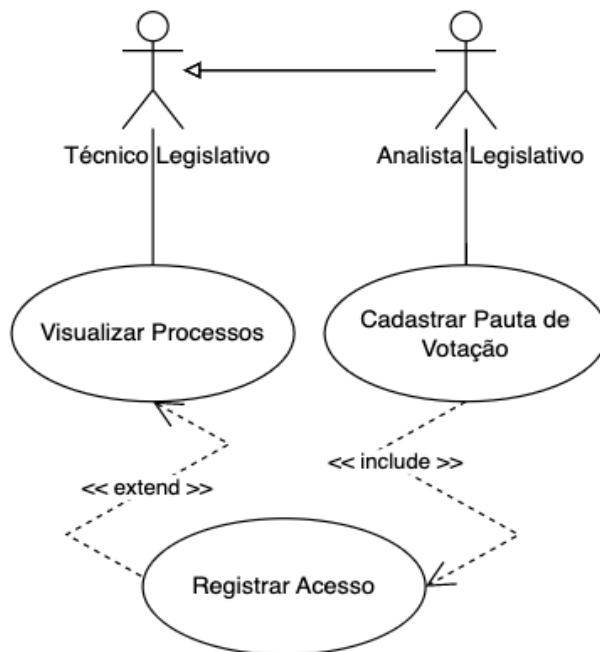 Técnico Legislativo
Analista Legislativo
Visualizar Processos
Cadastrar Pauta de
Votação
<< extend >>
<< include >>
Registrar Acesso